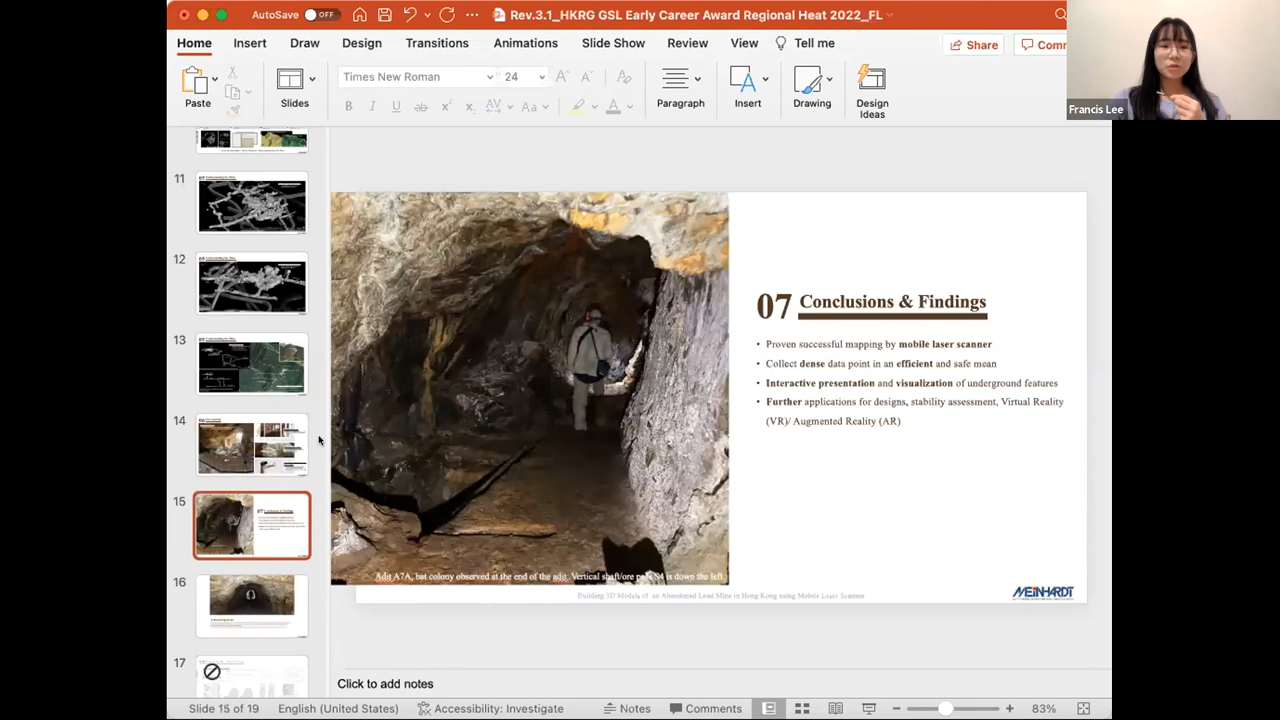 AutoSave OFF
Rev.3.1_HKRG GSL Early Career Award Regional Heat 2022_FL
Home Insert Draw Design Transitions Animations Slide Show Review View Tell me
Share Comm
Times New Roman 24
Paste Slides Paragraph Insert Drawing Design Ideas
Francis Lee
11
12
13
14
15
16
17
07 Conclusions & Findings
• Proven successful mapping by mobile laser scanner
• Collect dense data point in an efficient and safe mean
• Interactive presentation and visualization of underground features
• Further applications for designs, stability assessment, Virtual Reality
(VR)/ Augmented Reality (AR)
Adit A7A, bat colony observed at the end of the adit. Vertical shaft/ore pass S4 is down the left.
Building 3D Models of an Abandoned Lead Mine in Hong Kong using Mobile Laser Scanner
MEINHARDT
Click to add notes
Slide 15 of 19 English (United States) Accessibility: Investigate Notes Comments 83%